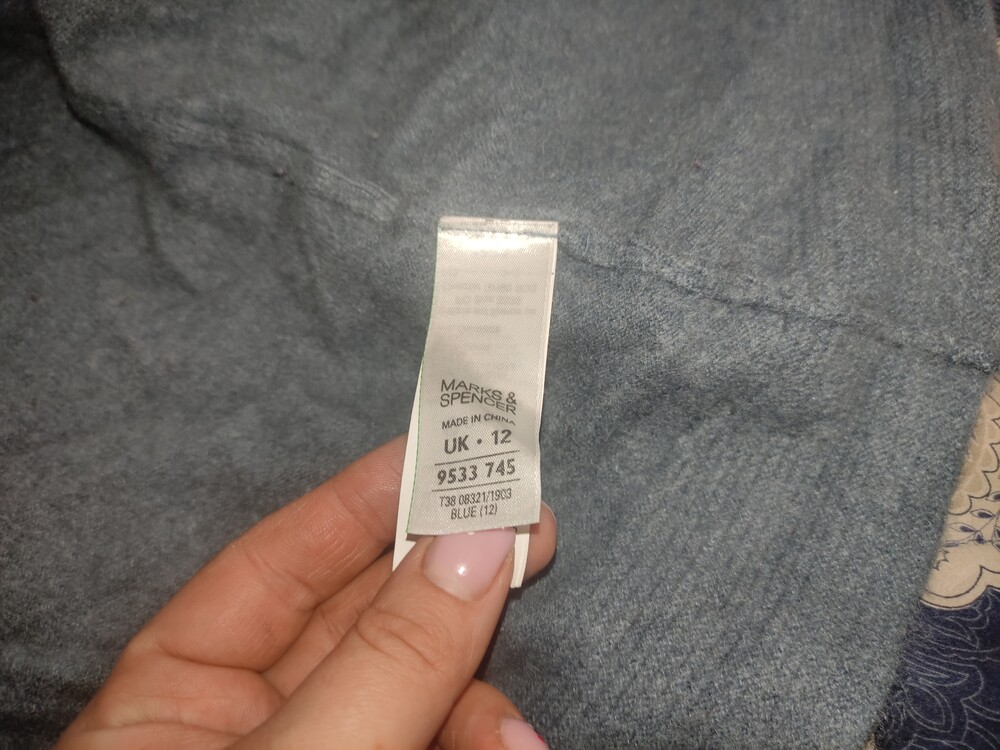 MARKS &
SPENCER
MADE IN CHINA
UK • 12
9533 745
T38 08321/1903
BLUE (12)